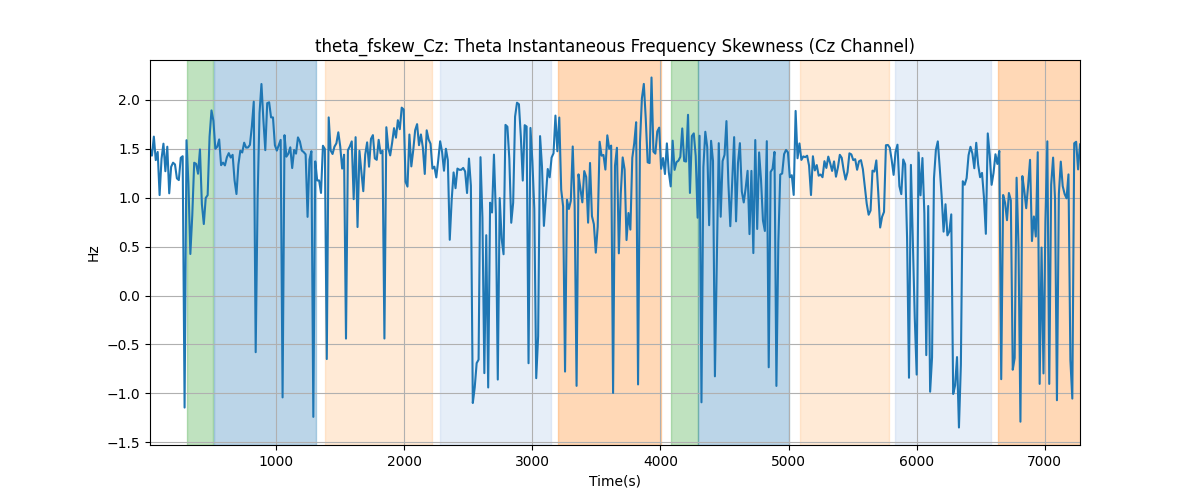 theta_fskew_Cz: Theta Instantaneous Frequency Skewness (Cz Channel)
2.0
1.5
1.0
0.5
0.0
−0.5
−1.0
−1.5
Hz
1000 2000 3000 4000 5000 6000 7000
Time(s)